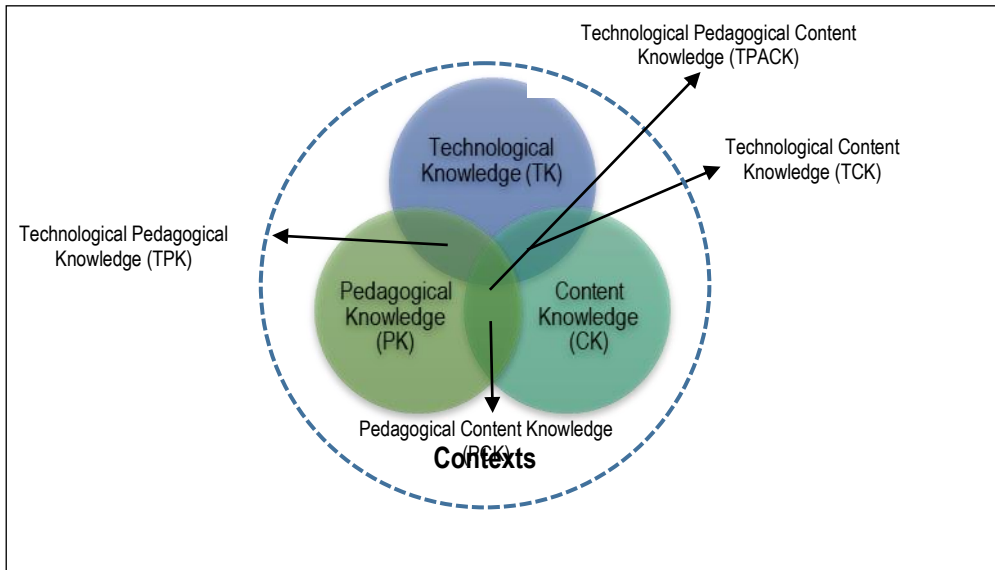 Technological Pedagogical Content
Knowledge (TPACK)
Technological
Knowledge (TK)
Technological Content
Knowledge (TCK)
Technological Pedagogical
Knowledge (TPK)
Pedagogical
Knowledge
(PK)
Content
Knowledge
(CK)
Pedagogical Content Knowledge
(PCK)
Contexts